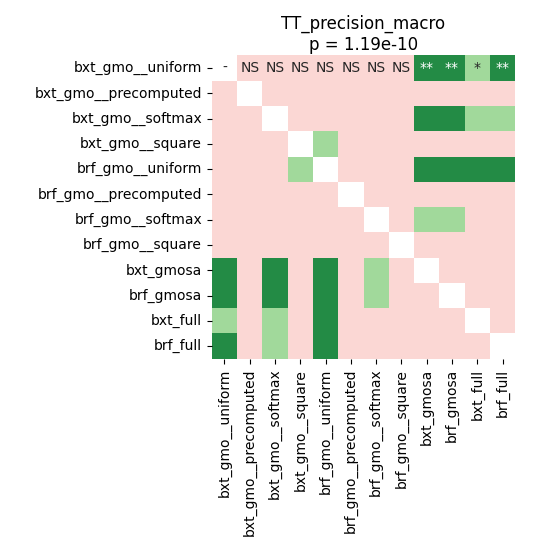 TT_precision_macro
p = 1.19e-10
bxt_gmo__uniform - NS NS NS NS NS NS NS ** ** * **
bxt_gmo__precomputed
bxt_gmo__softmax
bxt_gmo__square
brf_gmo__uniform
brf_gmo__precomputed
brf_gmo__softmax
brf_gmo__square
bxt_gmosa
brf_gmosa
bxt_full
brf_full
bxt_gmo__uniform
bxt_gmo__precomputed
bxt_gmo__softmax
bxt_gmo__square
brf_gmo__uniform
brf_gmo__precomputed
brf_gmo__softmax
brf_gmo__square
bxt_gmosa
brf_gmosa
bxt_full
brf_full